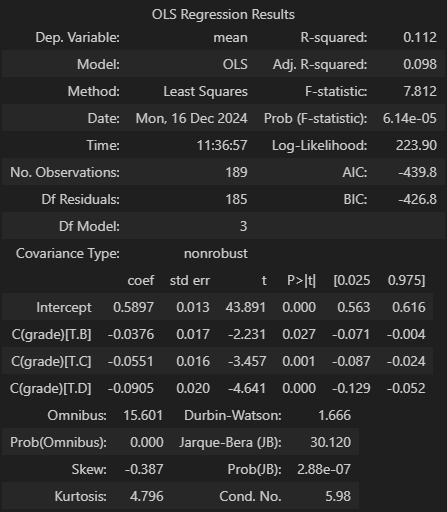 OLS Regression Results
Dep. Variable: mean R-squared: 0.112
Model: OLS Adj. R-squared: 0.098
Method: Least Squares F-statistic: 7.812
Date: Mon, 16 Dec 2024 Prob (F-statistic): 6.14e-05
Time: 11:36:57 Log-Likelihood: 223.90
No. Observations: 189 AIC: -439.8
Df Residuals: 185 BIC: -426.8
Df Model: 3
Covariance Type: nonrobust
coef std err t P>|t| [0.025 0.975]
Intercept 0.5897 0.013 43.891 0.000 0.563 0.616
C(grade)[T.B] -0.0376 0.017 -2.231 0.027 -0.071 -0.004
C(grade)[T.C] -0.0551 0.016 -3.457 0.001 -0.087 -0.024
C(grade)[T.D] -0.0905 0.020 -4.641 0.000 -0.129 -0.052
Omnibus: 15.601 Durbin-Watson: 1.666
Prob(Omnibus): 0.000 Jarque-Bera (JB): 30.120
Skew: -0.387 Prob(JB): 2.88e-07
Kurtosis: 4.796 Cond. No. 5.98